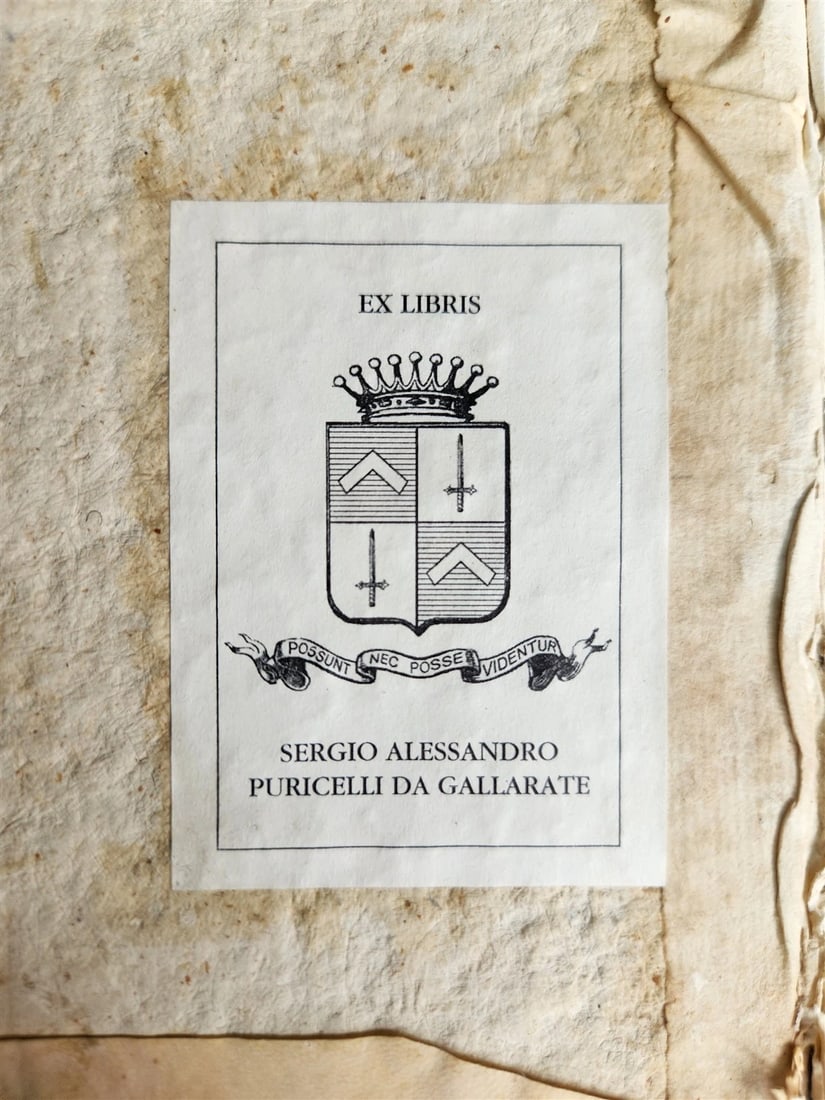 EX LIBRIS
POSSUNT NEC POSSE VIDENTUR
SERGIO ALESSANDRO
PURICELLI DA GALLARATE